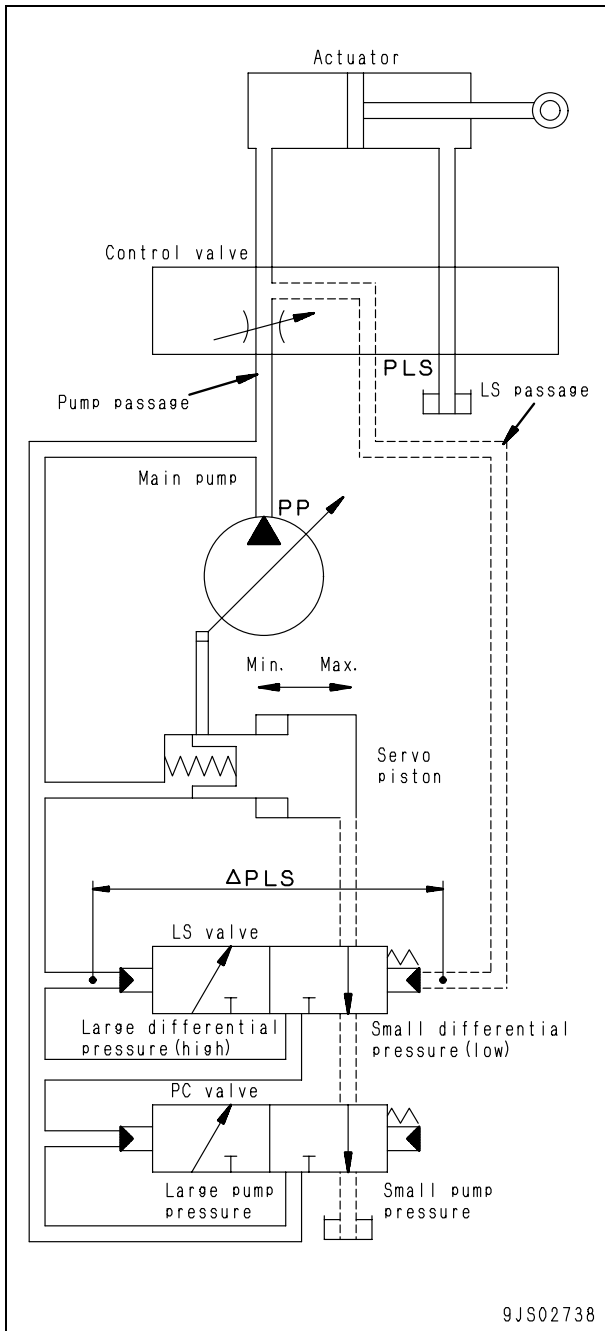 Actuator
Control valve
PLS
Pump passage
LS passage
Main pump
PP
Min. Max.
Servo
piston
ΔPLS
LS valve
Large differential
pressure(high)
Small differential
pressure(low)
PC valve
Large pump
pressure
Small pump
pressure
9JS02738